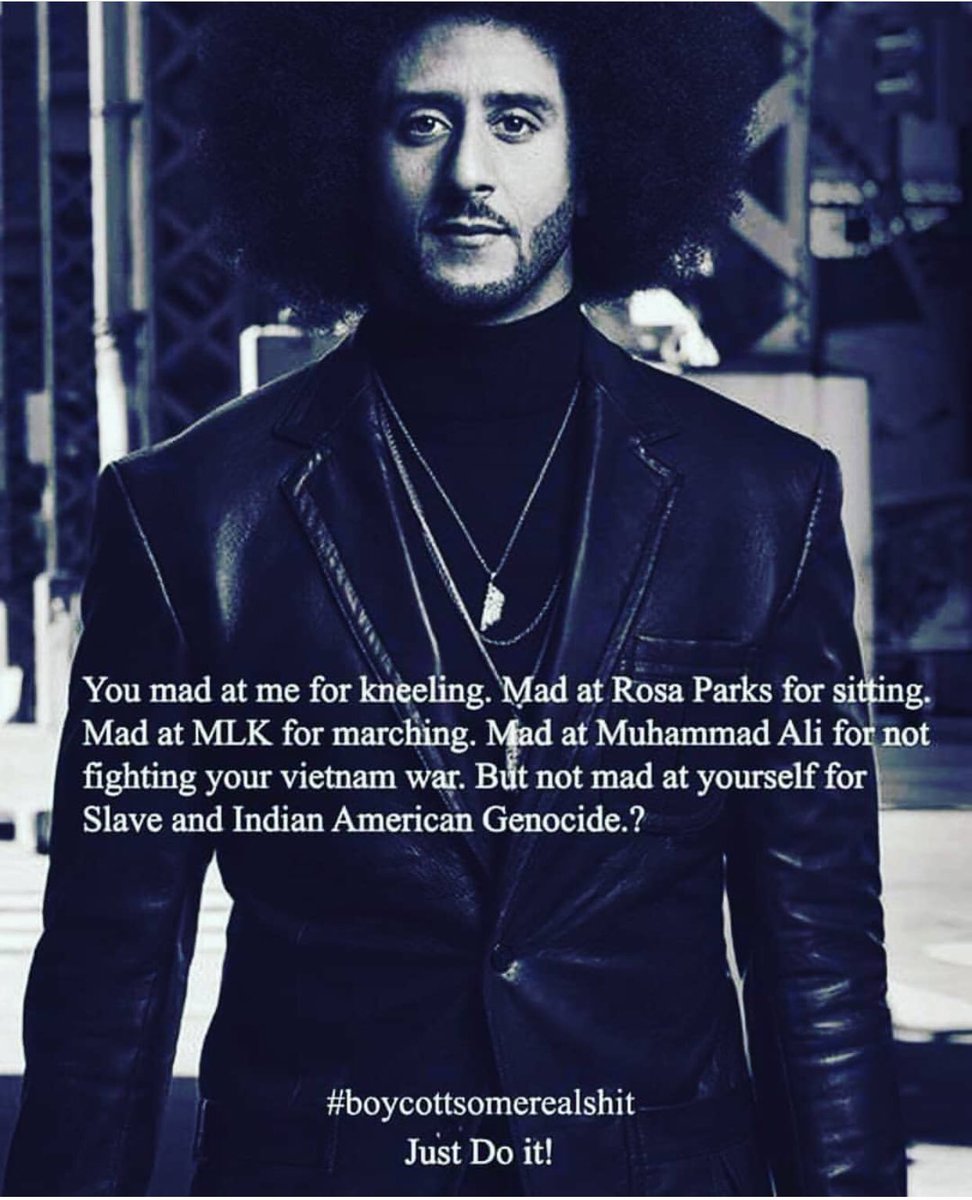 You mad at me for kneeling. Mad at Rosa Parks for sitting.
Mad at MLK for marching. Mad at Muhammad Ali for not
fighting your vietnam war. But not mad at yourself for
Slave and Indian American Genocide.?
#boycottsomerealshit
Just Do it!